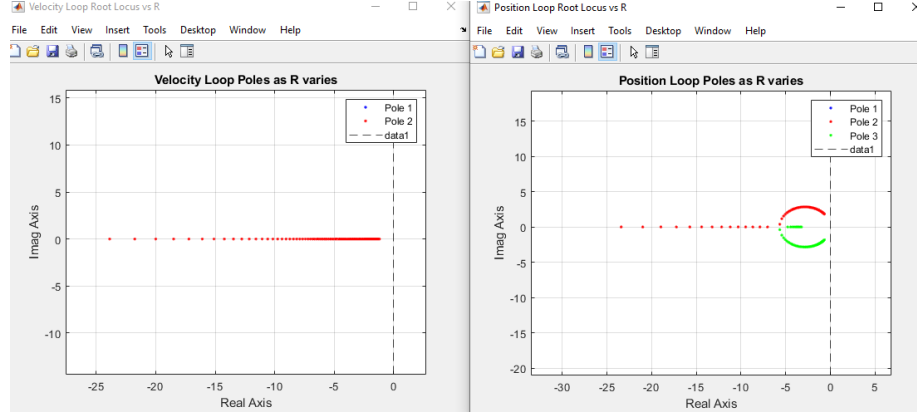 Velocity Loop Root Locus vs R
File Edit View Insert Tools Desktop Window Help
Velocity Loop Poles as R varies
Pole 1
Pole 2
data1
15
10
5
0
-5
-10
Imag Axis
-25 -20 -15 -10 -5 0
Real Axis
Position Loop Root Locus vs R
File Edit View Insert Tools Desktop Window Help
Position Loop Poles as R varies
Pole 1
Pole 2
Pole 3
data1
15
10
5
0
-5
-10
-15
-20
Imag Axis
-30 -25 -20 -15 -10 -5 0 5
Real Axis